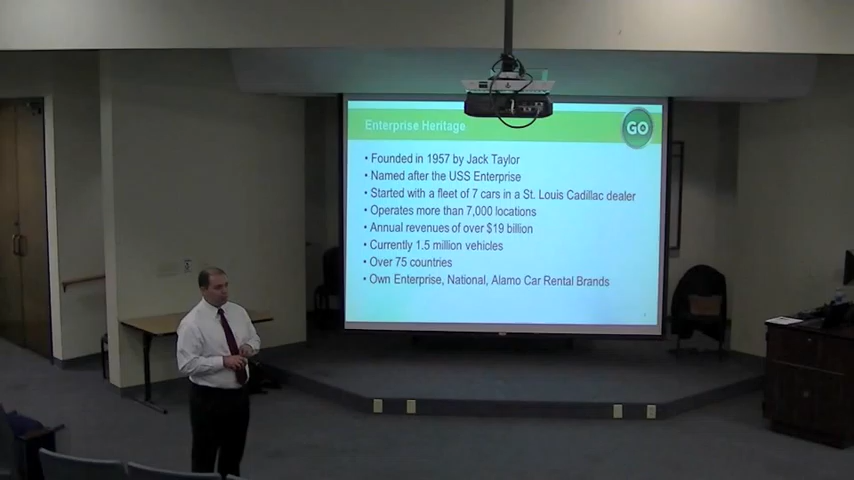 Enterprise Heritage
GO
• Founded in 1957 by Jack Taylor
• Named after the USS Enterprise
• Started with a fleet of 7 cars in a St. Louis Cadillac dealer
• Operates more than 7,000 locations
• Annual revenues of over $19 billion
• Currently 1.5 million vehicles
• Over 75 countries
• Own Enterprise, National, Alamo Car Rental Brands